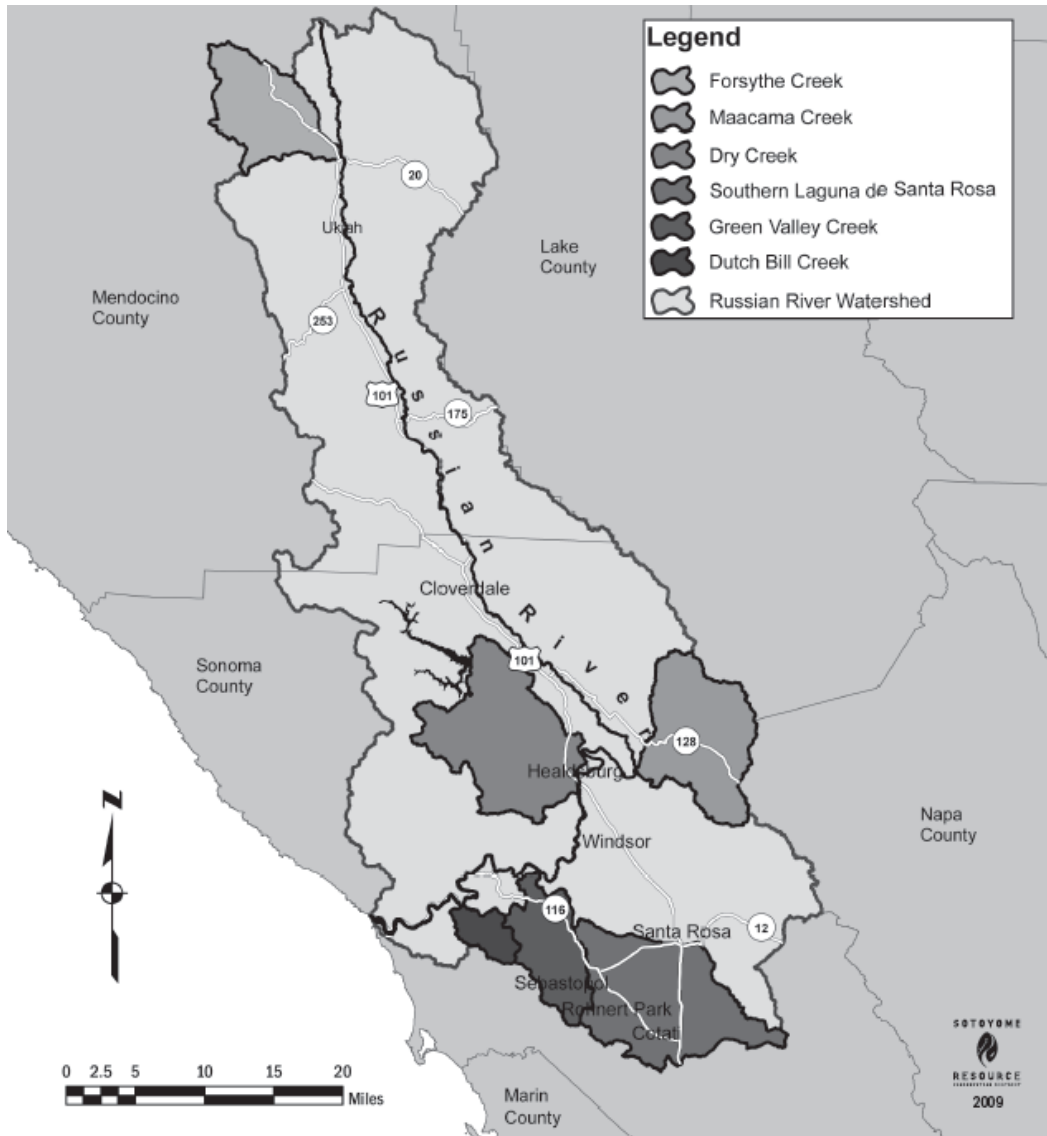 Legend
Forsythe Creek
Maacama Creek
Dry Creek
Southern Laguna de Santa Rosa
Green Valley Creek
Dutch Bill Creek
Russian River Watershed
20
Ukiah
Lake
County
Mendocino
County
253
101
175
Russian River
Cloverdale
101
Sonoma
County
128
Healdsburg
N
Napa
County
Windsor
116
12
Santa Rosa
Sebastopol
Rohnert Park
Cotati
0 2.5 5 10 15 20
Miles
Marin
County
SOTOYOME
RESOURCE
CONSERVATION DISTRICT
2009